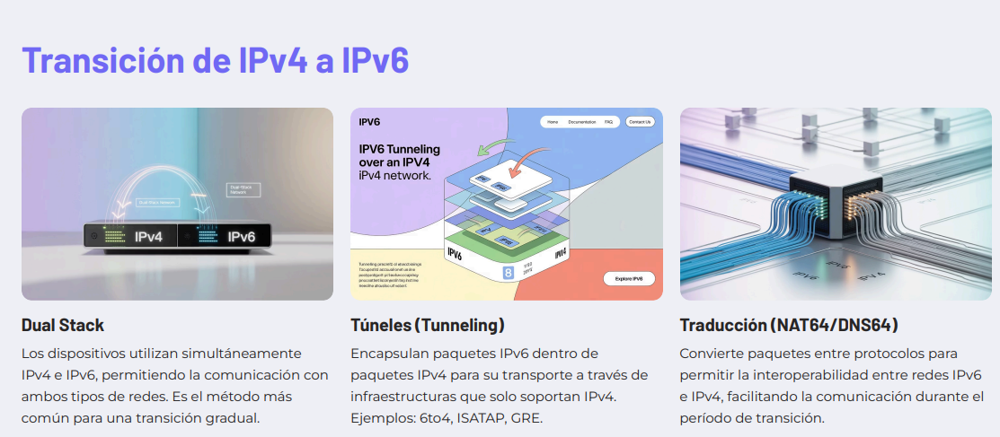 Transición de IPv4 a IPv6
Dual-Stack
Network
Dual-Stack Network
IPv4
IPv6
Dual Stack
Los dispositivos utilizan simultáneamente
IPv4 e IPv6, permitiendo la comunicación con
ambos tipos de redes. Es el método más
común para una transición gradual.
IPV6
Home Documentation FAQ
Contact Us
IPV6 Tunneling
over an IPV4
iPv4 network.
IPV6
8
Explore IPV6
Túneles (Tunneling)
Encapsulan paquetes IPv6 dentro de
paquetes IPv4 para su transporte a través de
infraestructuras que solo soportan IPv4.
Ejemplos: 6to4, ISATAP, GRE.
Traducción (NAT64/DNS64)
Convierte paquetes entre protocolos para
permitir la interoperabilidad entre redes IPv6
e IPv4, facilitando la comunicación durante el
período de transición.